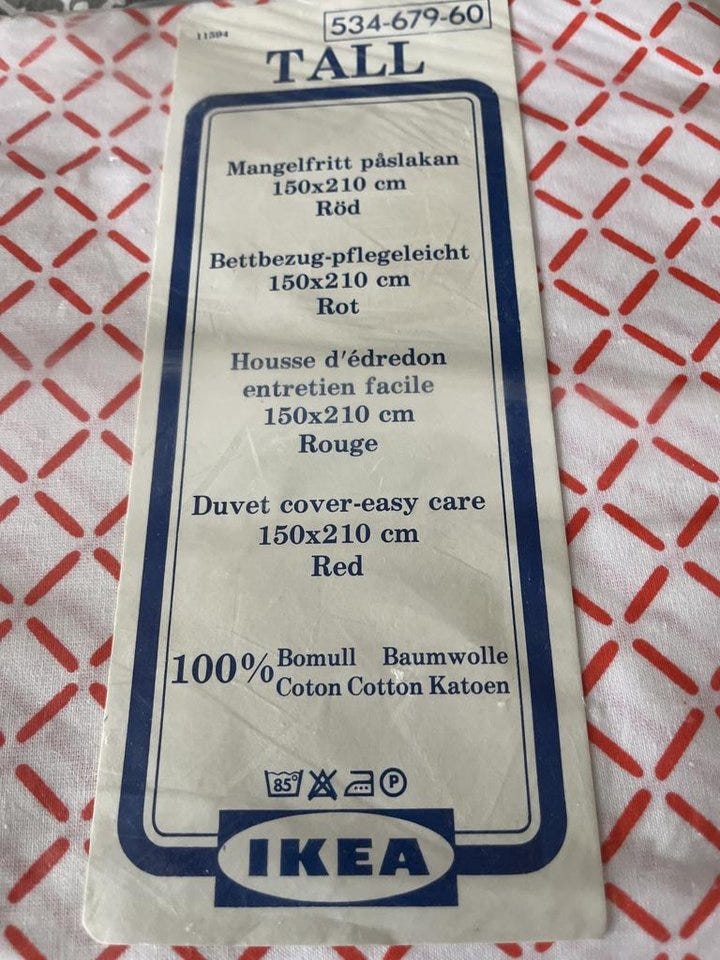 11594
534-679-60
TALL
Mangelfritt påslakan
150x210 cm
Röd
Bettbezug-pflegeleicht
150x210 cm
Rot
Housse d'édredon
entretien facile
150x210 cm
Rouge
Duvet cover-easy care
150x210 cm
Red
100% Bomull Baumwolle
Coton Cotton Katoen
85° P
IKEA